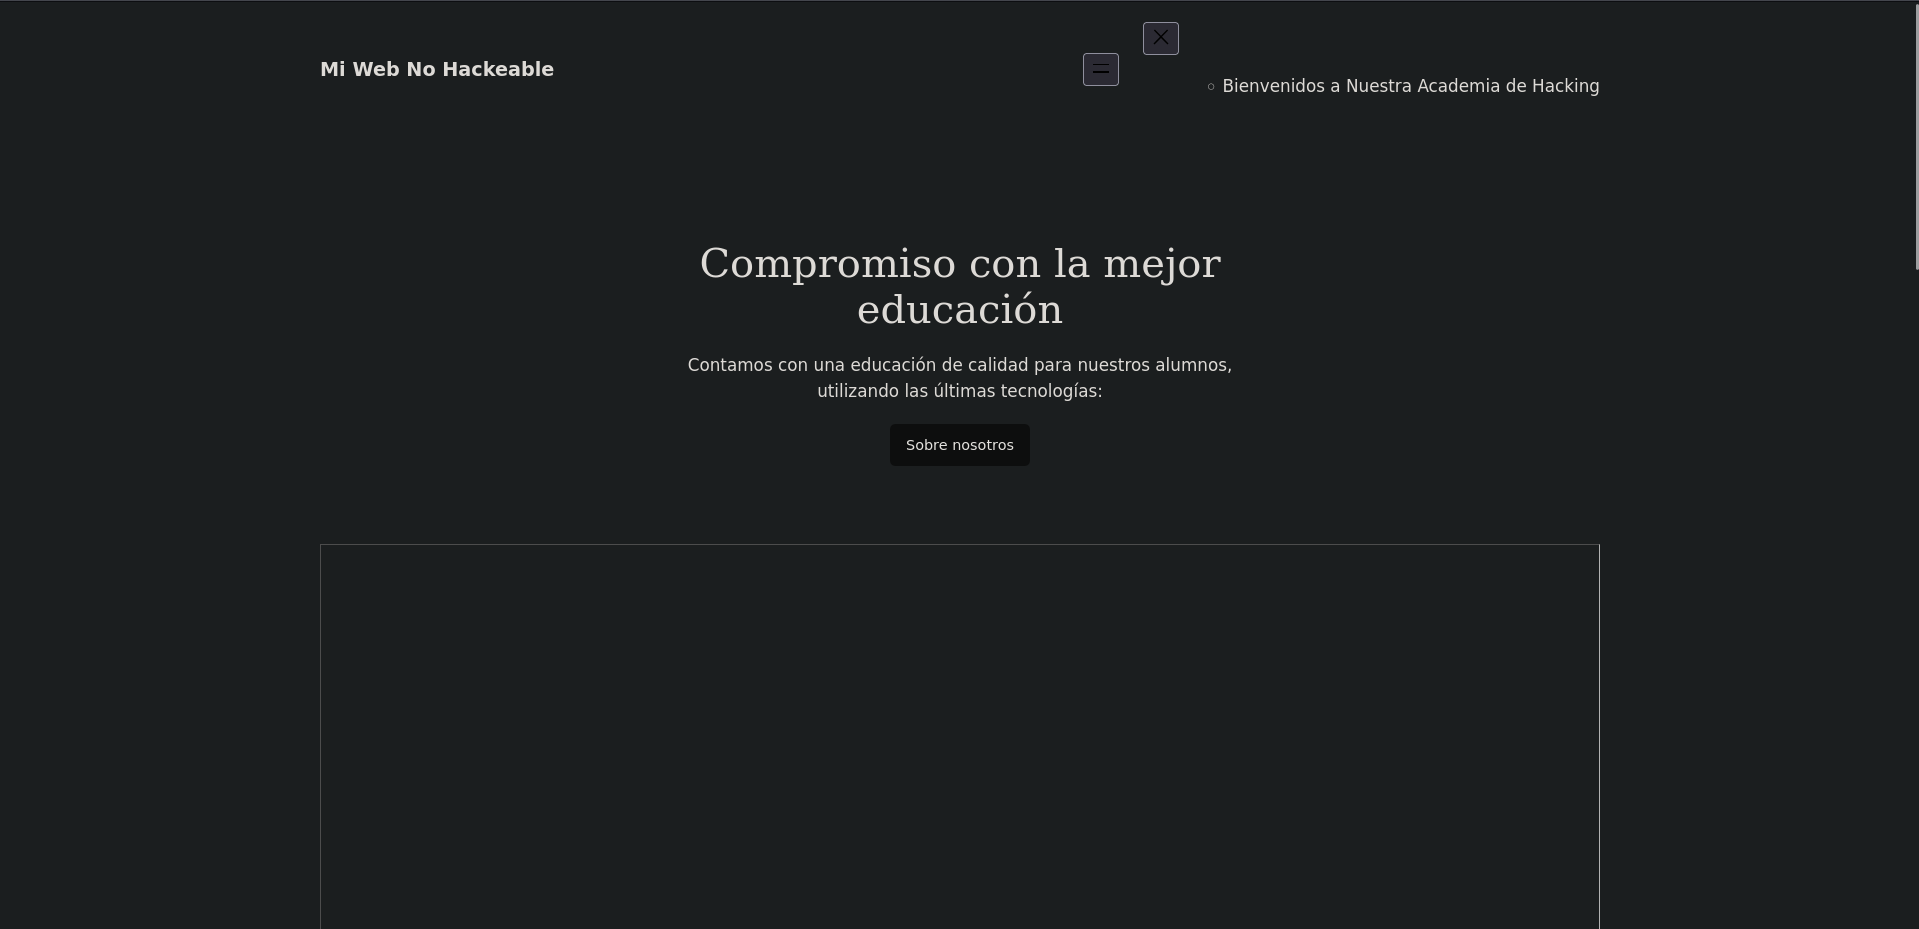 Mi Web No Hackeable
Bienvenidos a Nuestra Academia de Hacking
Compromiso con la mejor
educación
Contamos con una educación de calidad para nuestros alumnos,
utilizando las últimas tecnologías:
Sobre nosotros